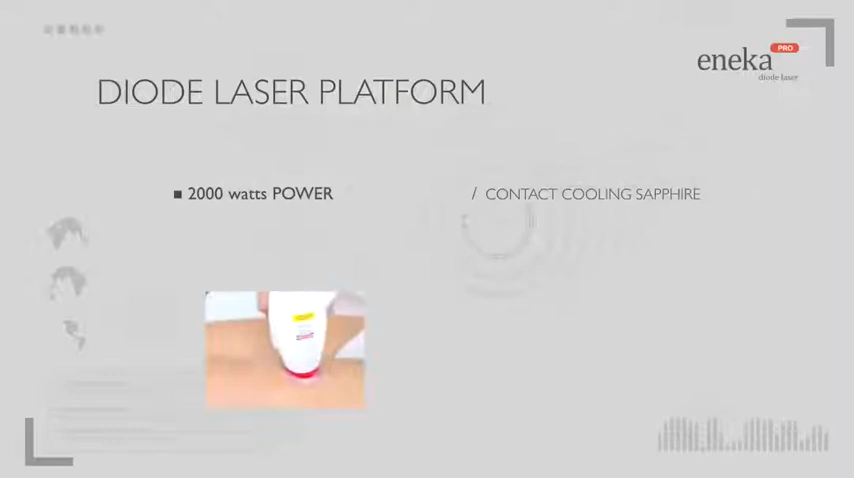 PRO
eneka
diode laser
DIODE LASER PLATFORM
■ 2000 watts POWER
/ CONTACT COOLING SAPPHIRE